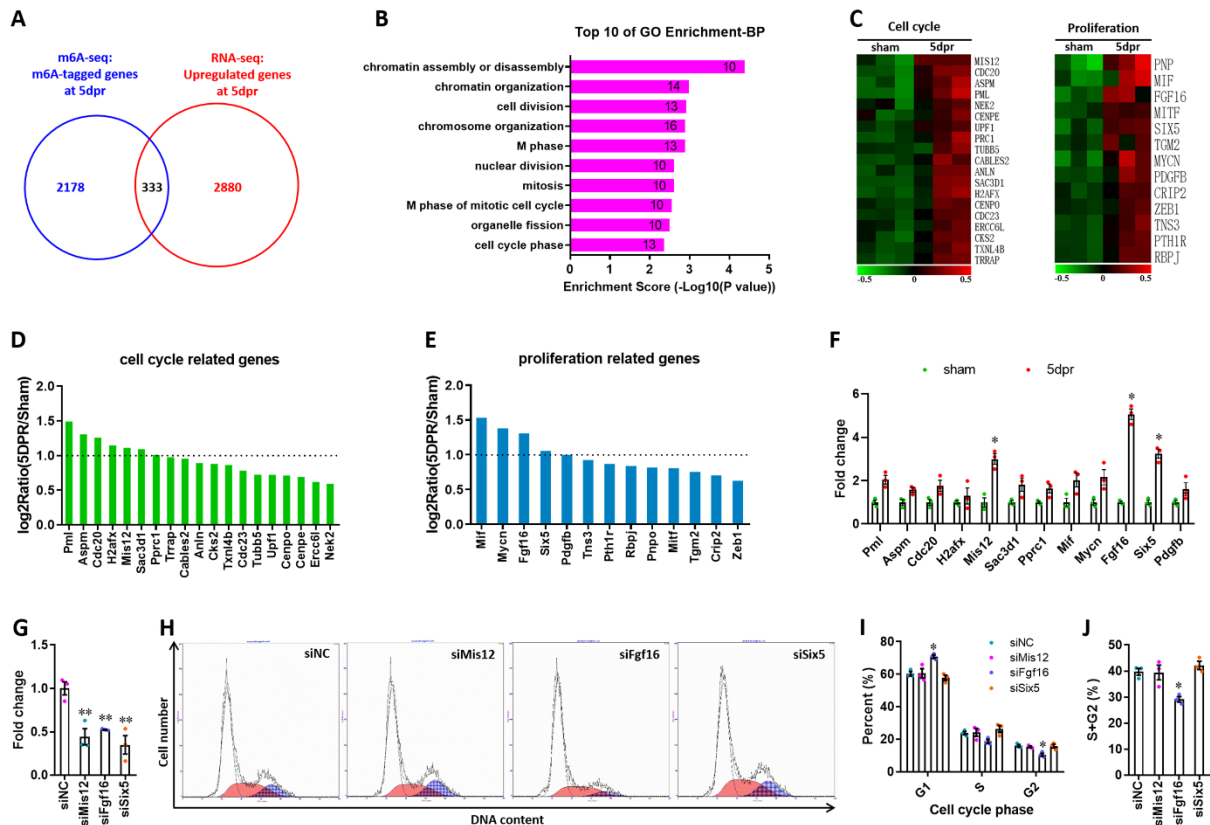 A
m6A-seq:
m6A-tagged genes
at 5dpr
RNA-seq:
Upregulated genes
at 5dpr
2178
333
2880
B
Top 10 of GO Enrichment-BP
chromatin assembly or disassembly
10
chromatin organization
14
cell division
13
chromosome organization
16
M phase
13
nuclear division
10
mitosis
10
M phase of mitotic cell cycle
10
organelle fission
10
cell cycle phase
13
0 1 2 3 4 5
Enrichment Score (-Log10(P value))
C
Cell cycle
sham 5dpr
MIS12
CDC20
ASPM
PML
NEK2
CENPE
UPF1
PRC1
TUBB5
CABLES2
ANLN
SAC3D1
H2AFX
CENPO
CDC23
ERCC6L
CKS2
TXNL4B
TRRAP
-0.5 0 0.5
Proliferation
sham 5dpr
PNP
MIF
FGF16
MITF
SIX5
TGM2
MYCN
PDGFB
CRIP2
ZEB1
TNS3
PTH1R
RBPJ
-0.5 0 0.5
D
cell cycle related genes
log2Ratio(5DPR/Sham)
2.0
1.5
1.0
0.5
0.0
Pml
Aspm
Cdc20
H2afx
Mis12
Sac3d1
Pprc1
Trrap
Cables2
Anln
Cks2
Txnl4b
Cdc23
Tubb5
Upf1
Cenpo
Cenpe
Ercc6l
Nek2
E
proliferation related genes
log2Ratio(5DPR/Sham)
2.0
1.5
1.0
0.5
0.0
Mif
Mycn
Fgf16
Six5
Pdgfb
Tns3
Pth1r
Rbpj
Pnpo
Mitf
Tgm2
Crip2
Zeb1
F
sham 5dpr
Fold change
6
4
2
0
*
*
*
Pml
Aspm
Cdc20
H2afx
Mis12
Sac3d1
Pprc1
Mif
Mycn
Fgf16
Six5
Pdgfb
G
Fold change
1.5
1.0
0.5
0.0
** ** **
siNC
siMis12
siFgf16
siSix5
H
Cell number
siNC
siMis12
siFgf16
siSix5
DNA content
I
Percent (%)
80
60
40
20
0
siNC
siMis12
siFgf16
siSix5
*
*
G1
S
G2
Cell cycle phase
J
S+G2 (%)
50
40
30
20
10
0
*
siNC
siMis12
siFgf16
siSix5